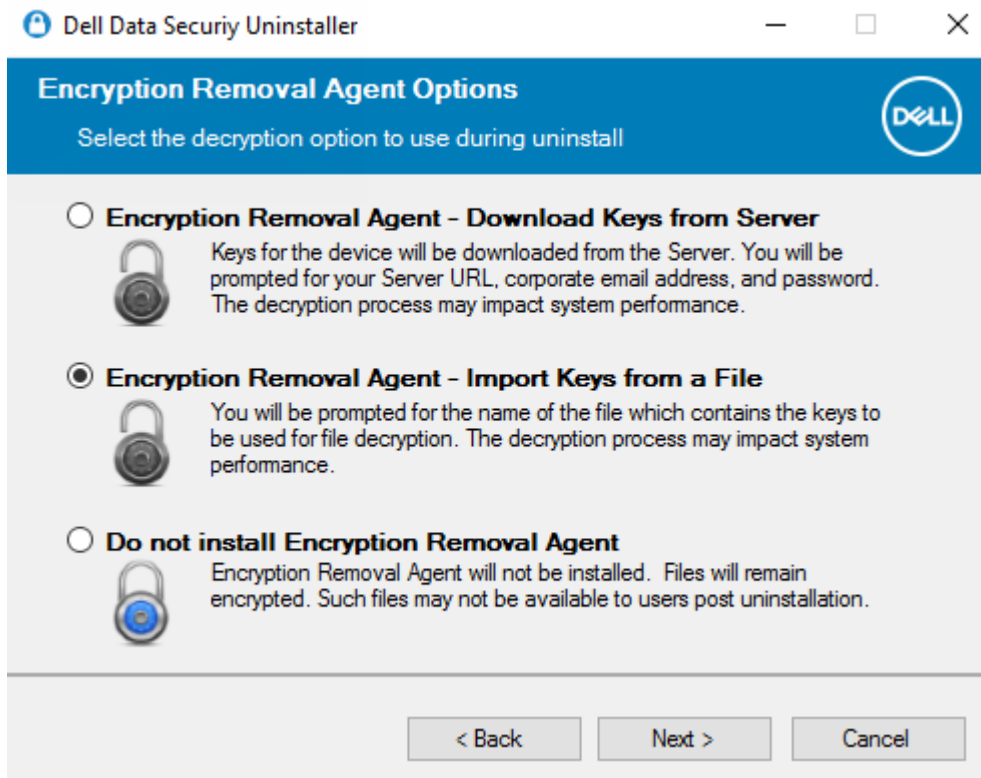 Dell Data Securiy Uninstaller
Encryption Removal Agent Options
Select the decryption option to use during uninstall
DELL
Encryption Removal Agent - Download Keys from Server
Keys for the device will be downloaded from the Server. You will be
prompted for your Server URL, corporate email address, and password.
The decryption process may impact system performance.
Encryption Removal Agent - Import Keys from a File
You will be prompted for the name of the file which contains the keys to
be used for file decryption. The decryption process may impact system
performance.
Do not install Encryption Removal Agent
Encryption Removal Agent will not be installed.  Files will remain
encrypted. Such files may not be available to users post uninstallation.
< Back
Next >
Cancel